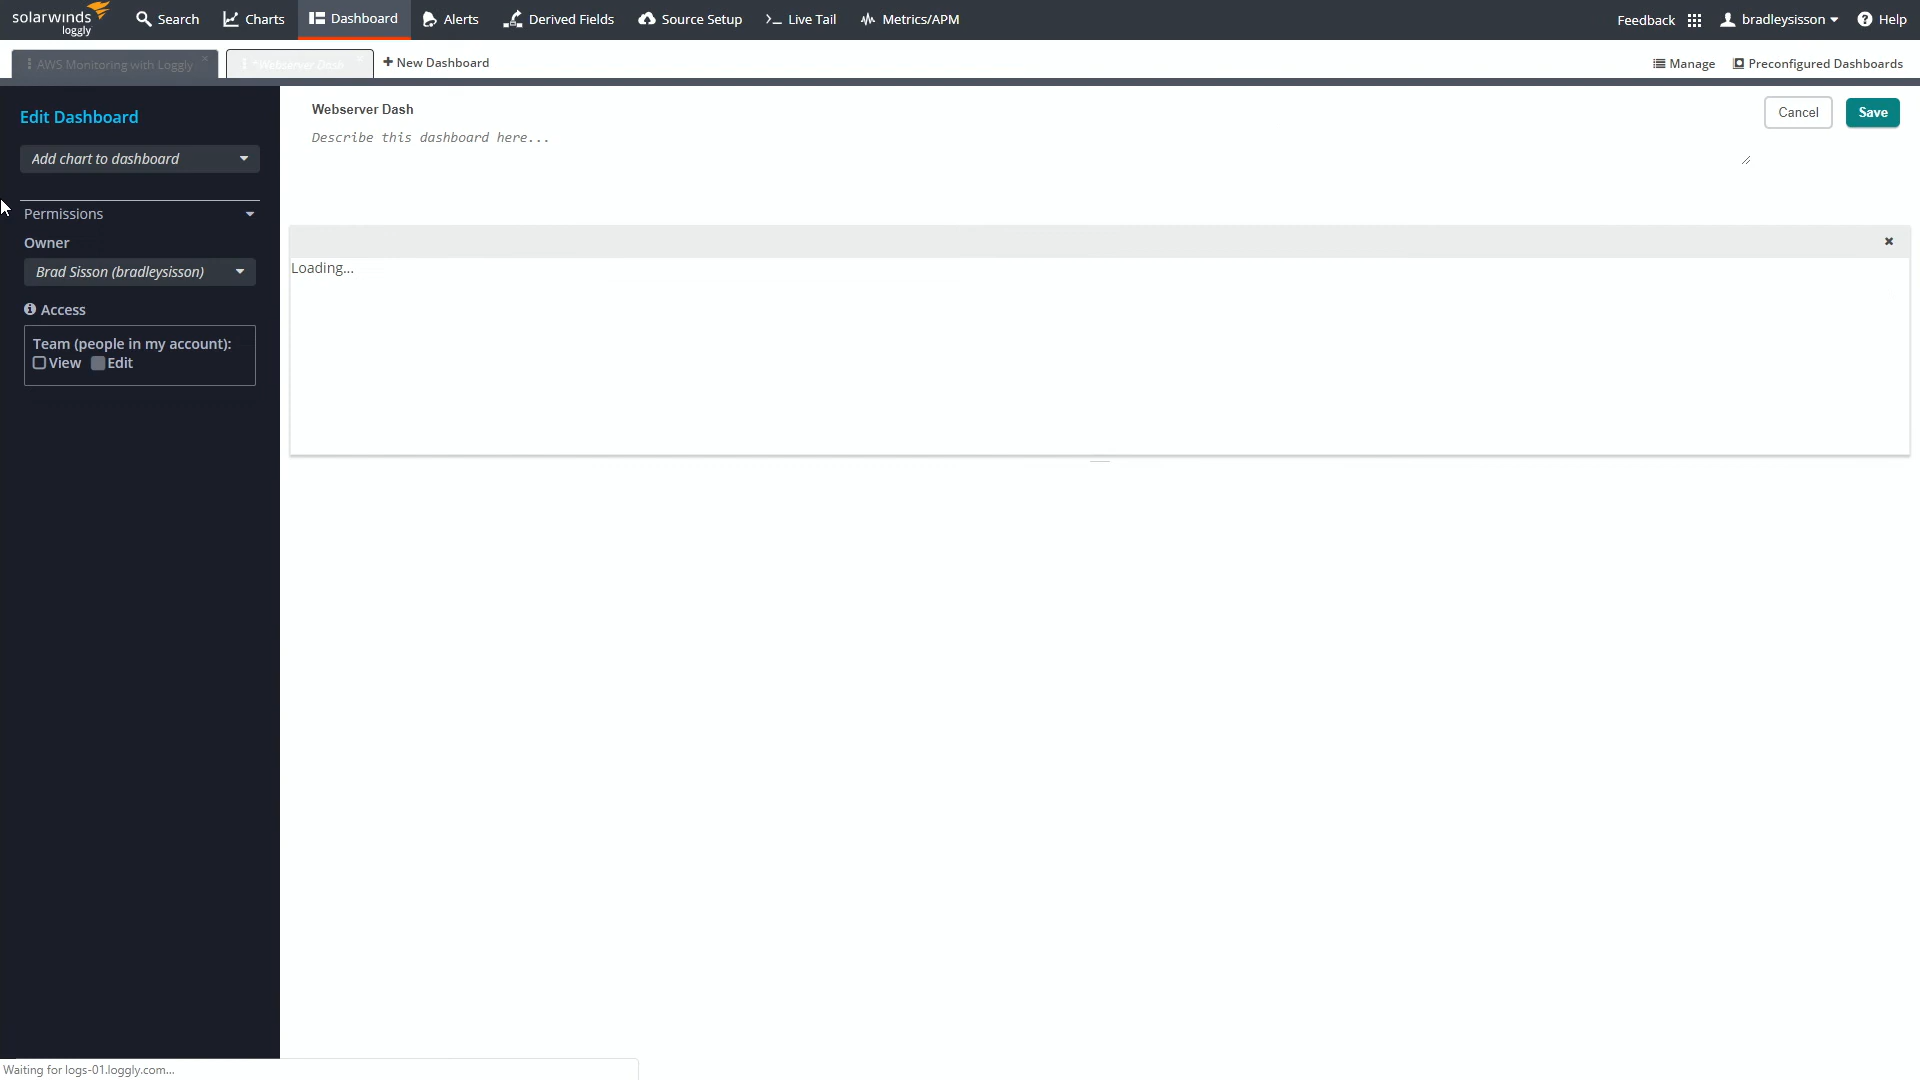 solarwinds
loggly
Search
Charts
Dashboard
Alerts
Derived Fields
Source Setup
Live Tail
Metrics/APM
Feedback
bradleysisson
Help
AWS Monitoring with Loggly
*Webserver Dash
New Dashboard
Manage
Preconfigured Dashboards
Edit Dashboard
Add chart to dashboard
Permissions
Owner
Brad Sisson (bradleysisson)
Access
Team (people in my account):
View Edit
Webserver Dash
Describe this dashboard here...
Cancel
Save
Loading...
Waiting for logs-01.loggly.com...